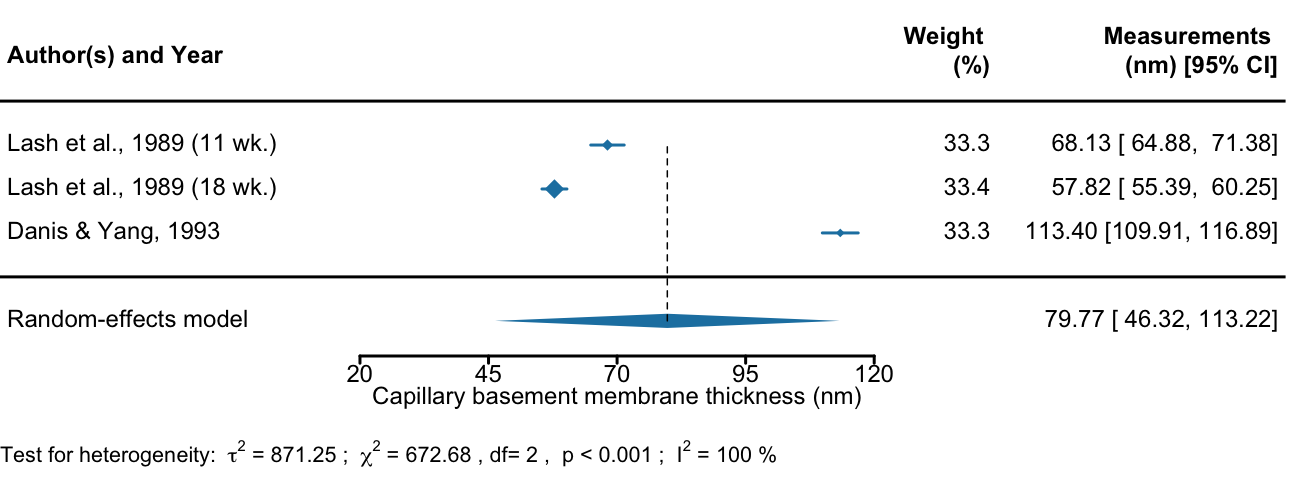 Author(s) and Year Weight (%) Measurements (nm) [95% CI]
Lash et al., 1989 (11 wk.) 33.3 68.13 [ 64.88, 71.38]
Lash et al., 1989 (18 wk.) 33.4 57.82 [ 55.39, 60.25]
Danis & Yang, 1993 33.3 113.40 [109.91, 116.89]
Random-effects model 79.77 [ 46.32, 113.22]
20 45 70 95 120
Capillary basement membrane thickness (nm)
Test for heterogeneity: τ² = 871.25 ; χ² = 672.68 , df= 2 , p < 0.001 ; I² = 100 %